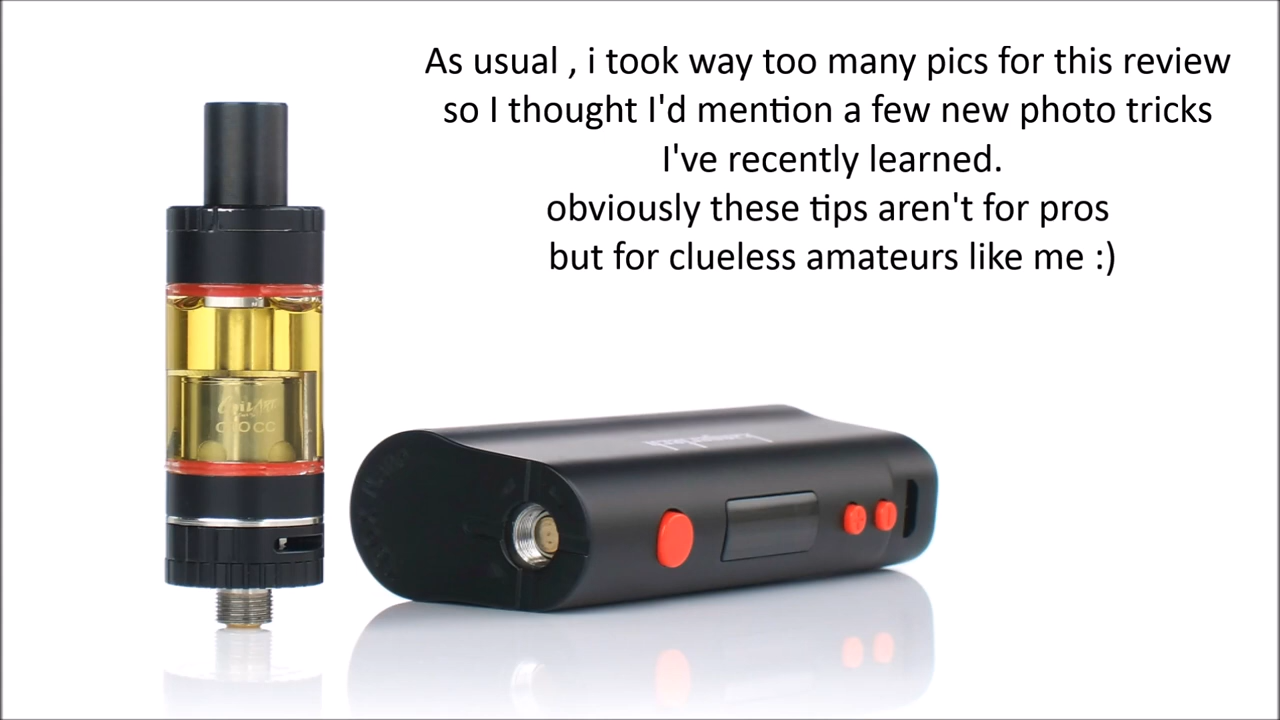 As usual , i took way too many pics for this review
so I thought I'd mention a few new photo tricks
I've recently learned.
obviously these tips aren't for pros
but for clueless amateurs like me :)